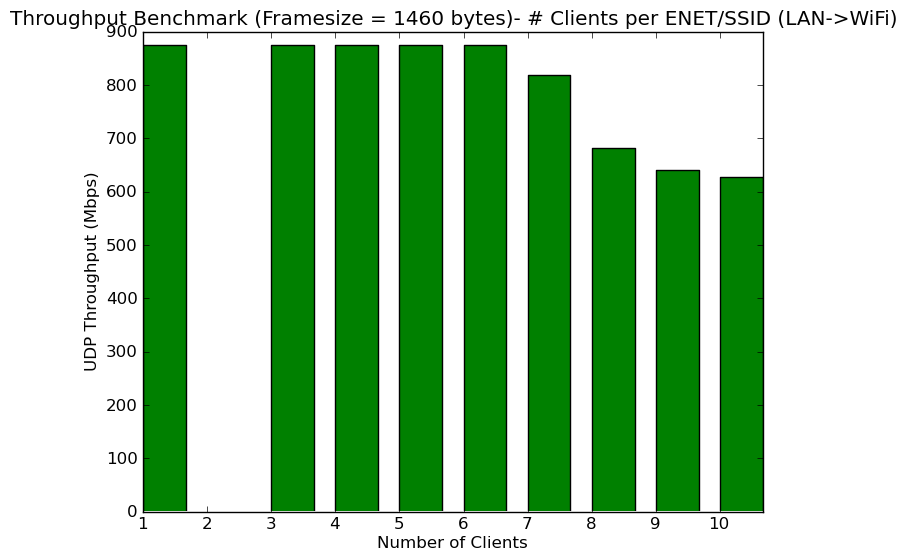 Throughput Benchmark (Framesize = 1460 bytes)- # Clients per ENET/SSID (LAN->WiFi)
900
800
700
600
500
400
300
200
100
0
UDP Throughput (Mbps)
1 2 3 4 5 6 7 8 9 10
Number of Clients